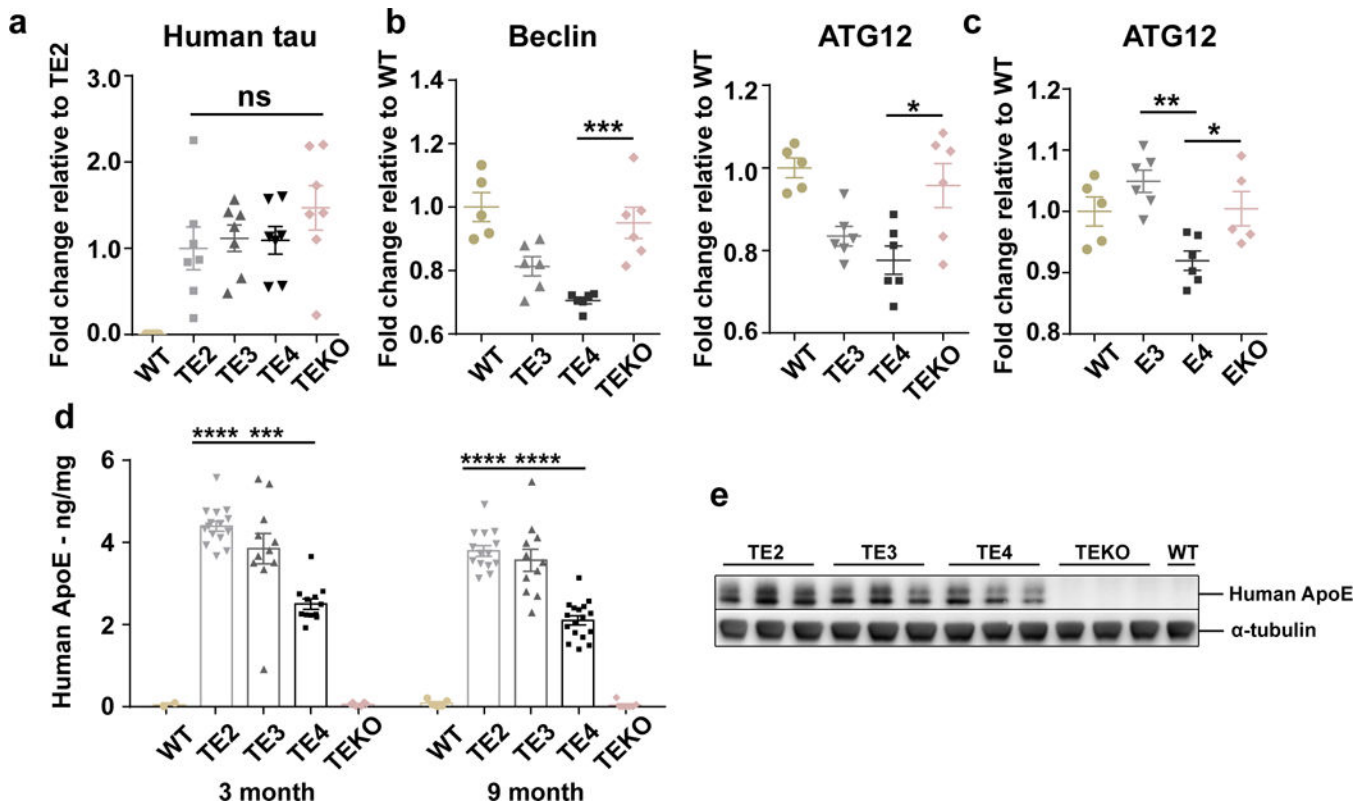 a
Human tau
Fold change relative to TE2
3.0
2.0
1.0
0.0
ns
WT
TE2
TE3
TE4
TEKO
b
Beclin
Fold change relative to WT
1.4
1.2
1.0
0.8
0.6
***
WT
TE3
TE4
TEKO
ATG12
Fold change relative to WT
1.2
1.0
0.8
0.6
*
WT
TE3
TE4
TEKO
c
ATG12
Fold change relative to WT
1.2
1.10
1.0
0.9
0.8
**
*
WT
E3
E4
EKO
d
Human ApoE - ng/mg
6
4
2
0
**** ***
**** ****
WT
TE2
TE3
TE4
TEKO
WT
TE2
TE3
TE4
TEKO
3 month
9 month
e
TE2 TE3 TE4 TEKO WT
Human ApoE
α-tubulin